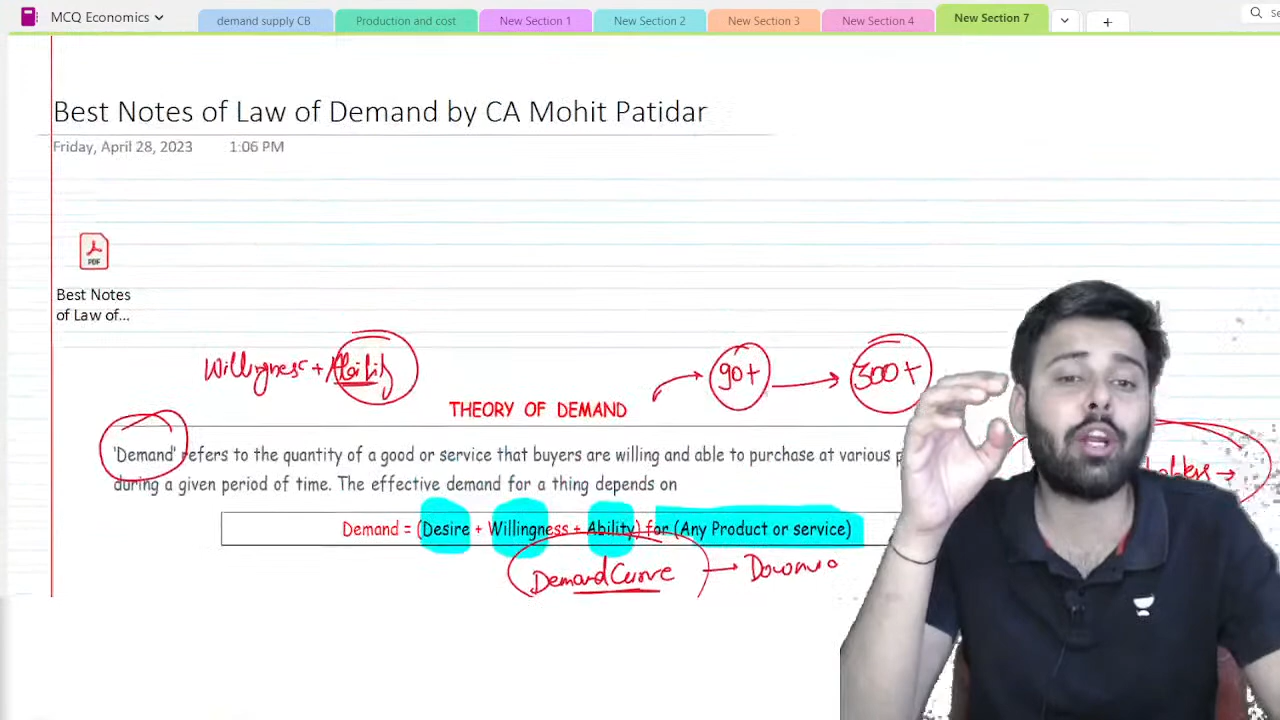 MCQ Economics
demand supply CB
Production and cost
New Section 1
New Section 2
New Section 3
New Section 4
New Section 7
+
Se
Best Notes of Law of Demand by CA Mohit Patidar
Friday, April 28, 2023 1:06 PM
PDF
Best Notes
of Law of...
Willingness + Ability
90+
300+
THEORY OF DEMAND
'Demand' refers to the quantity of a good or service that buyers are willing and able to purchase at various p
during a given period of time. The effective demand for a thing depends on
Demand = (Desire + Willingness + Ability) for (Any Product or service)
Demand Curve → Downwa